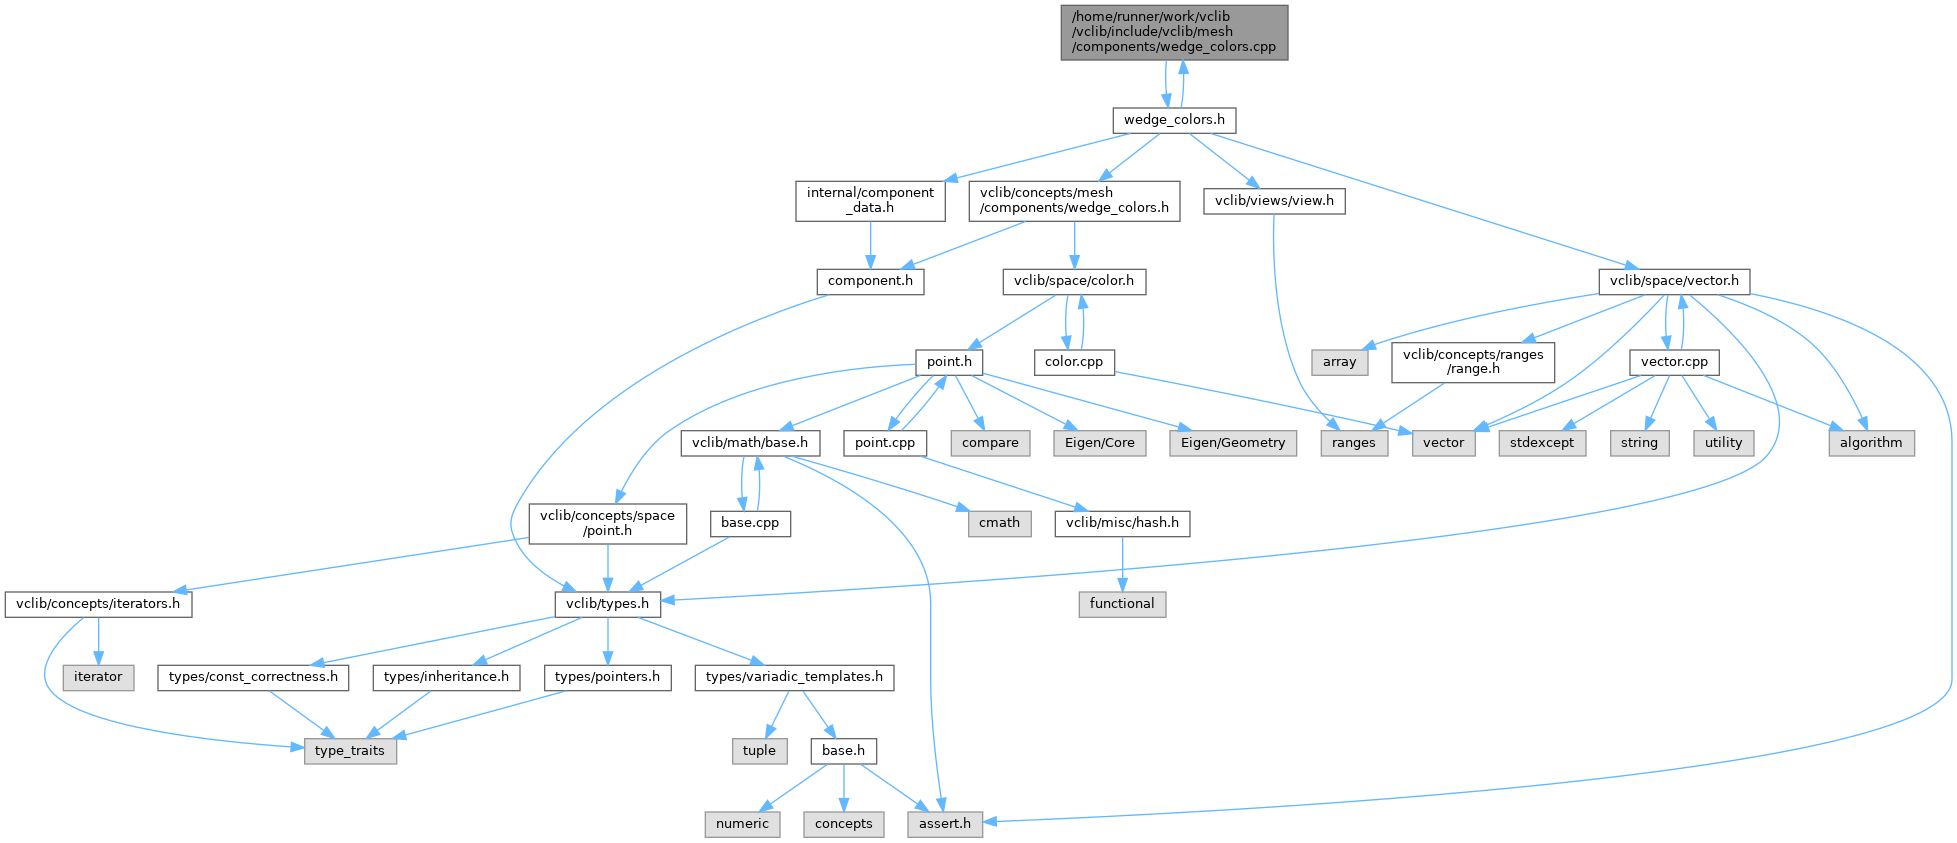 /home/runner/work/vclib
/vclib/include/vclib/mesh
/components/wedge_colors.cpp
wedge_colors.h
internal/component
_data.h
vclib/concepts/mesh
/components/wedge_colors.h
vclib/views/view.h
component.h
vclib/space/color.h
vclib/space/vector.h
point.h
color.cpp
array
vclib/concepts/ranges
/range.h
vector.cpp
vclib/math/base.h
point.cpp
compare
Eigen/Core
Eigen/Geometry
ranges
vector
stdexcept
string
utility
algorithm
vclib/concepts/space
/point.h
base.cpp
cmath
vclib/misc/hash.h
vclib/concepts/iterators.h
vclib/types.h
functional
iterator
types/const_correctness.h
types/inheritance.h
types/pointers.h
types/variadic_templates.h
type_traits
tuple
base.h
numeric
concepts
assert.h